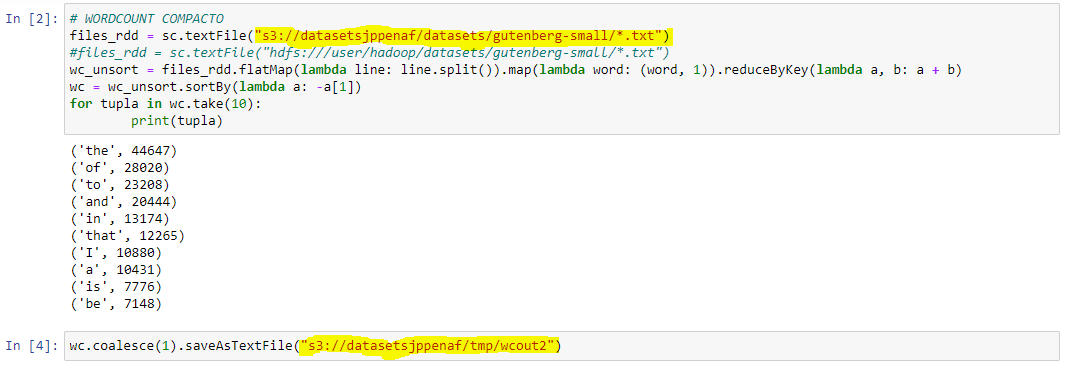 In [2]: # WORDCOUNT COMPACTO
files_rdd = sc.textFile("s3://datasetsjppenaf/datasets/gutenberg-small/*.txt")
#files_rdd = sc.textFile("hdfs:///user/hadoop/datasets/gutenberg-small/*.txt")
wc_unsort = files_rdd.flatMap(lambda line: line.split()).map(lambda word: (word, 1)).reduceByKey(lambda a, b: a + b)
wc = wc_unsort.sortBy(lambda a: -a[1])
for tupla in wc.take(10):
        print(tupla)
('the', 44647)
('of', 28020)
('to', 23208)
('and', 20444)
('in', 13174)
('that', 12265)
('I', 10880)
('a', 10431)
('is', 7776)
('be', 7148)
In [4]: wc.coalesce(1).saveAsTextFile("s3://datasetsjppenaf/tmp/wcout2")